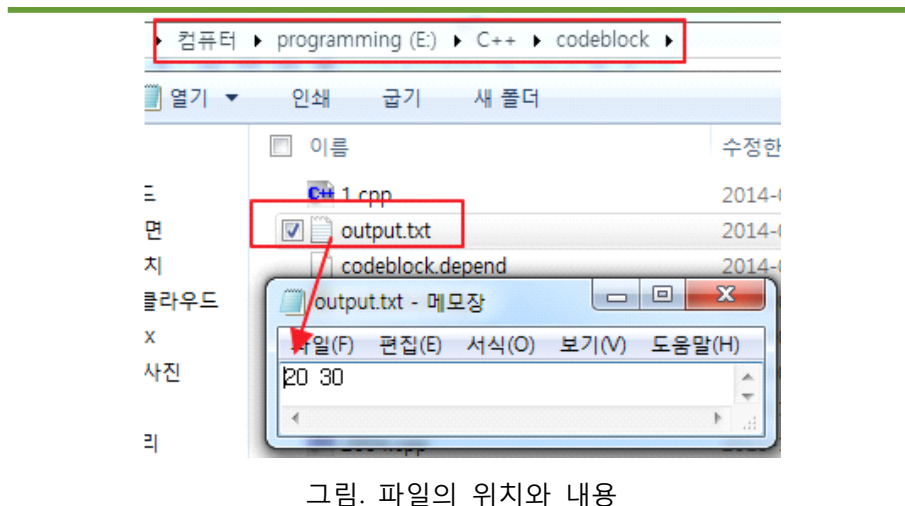 컴퓨터 ▶ programming (E:) ▶ C++ ▶ codeblock ▶
열기 ▼ 인쇄 굽기 새 폴더
이름 수정한
드 C++ 1.cpp 2014-
면 output.txt 2014-
치 codeblock.depend 2014-
클라우드 output.txt - 메모장
x 파일(F) 편집(E) 서식(O) 보기(V) 도움말(H)
사진 20 30
리
그림. 파일의 위치와 내용